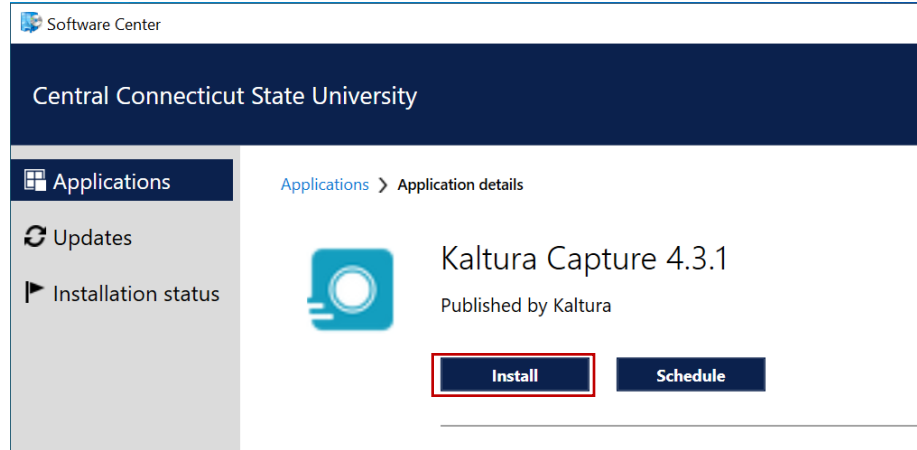 Software Center
Central Connecticut State University
Applications
Updates
Installation status
Applications ❯ Application details
Kaltura Capture 4.3.1
Published by Kaltura
Install
Schedule